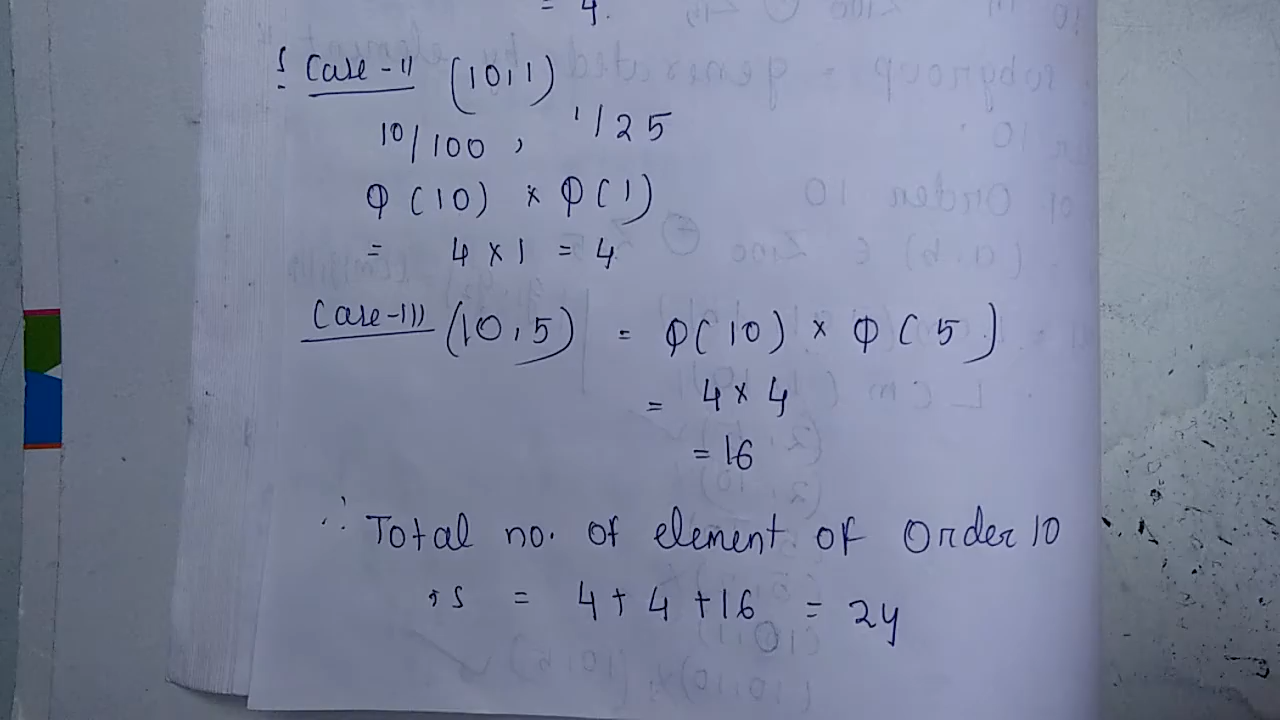 = 4.
Case-II (10,1)
10/100 , 1/25
φ(10) × φ(1)
= 4 × 1 = 4
Case-III (10,5) = φ(10) × φ(5)
= 4 × 4
= 16
∴ Total no. of element of Order 10
is = 4 + 4 + 16 = 24